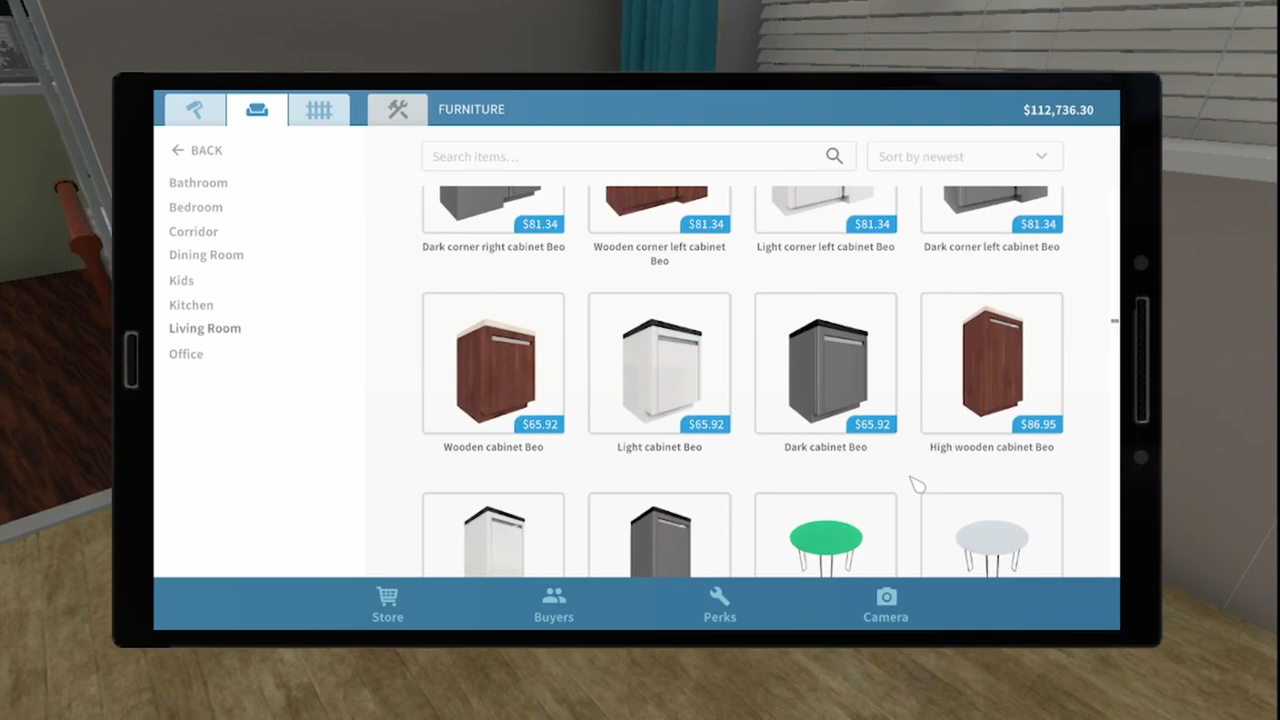 FURNITURE
$112,736.30
BACK
Search items...
Sort by newest
Bathroom
Bedroom
Corridor
Dining Room
Kids
Kitchen
Living Room
Office
$81.34
$81.34
$81.34
$81.34
Dark corner right cabinet Beo
Wooden corner left cabinet
Beo
Light corner left cabinet Beo
Dark corner left cabinet Beo
$65.92
$65.92
$65.92
$86.95
Wooden cabinet Beo
Light cabinet Beo
Dark cabinet Beo
High wooden cabinet Beo
Store
Buyers
Perks
Camera